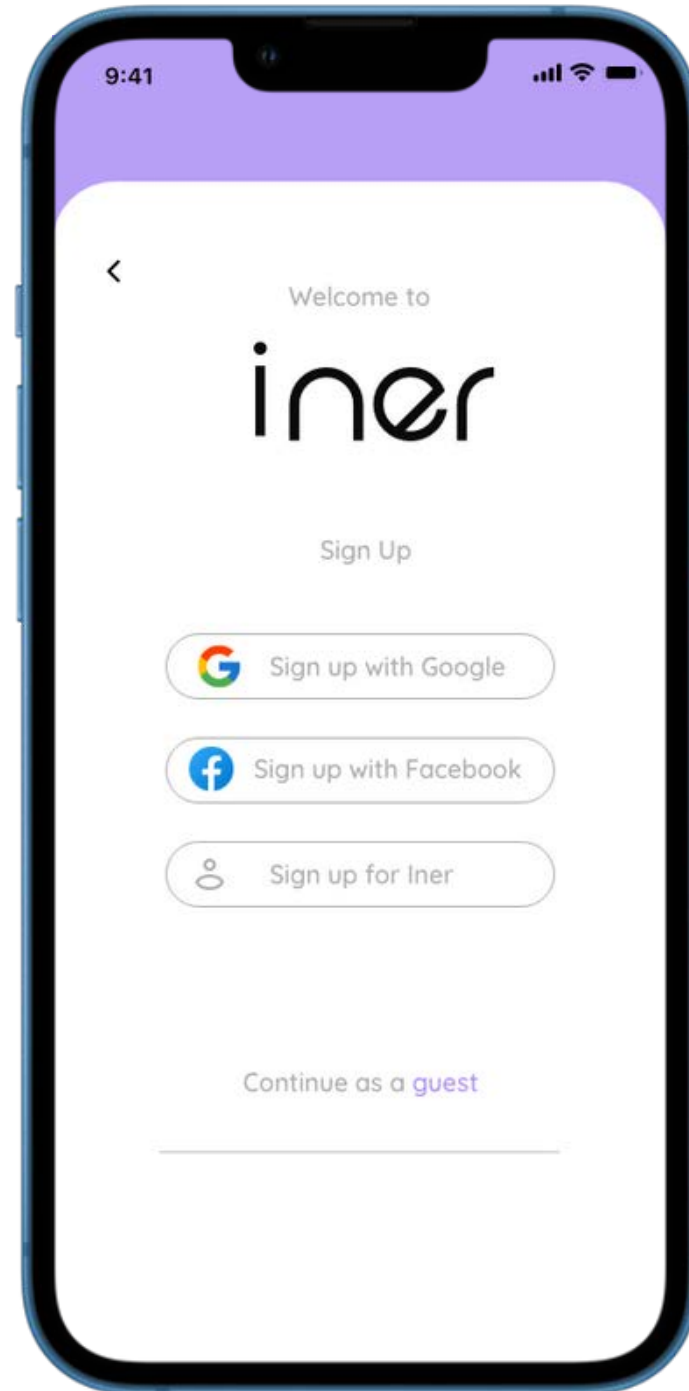 9:41
Welcome to
iner
Sign Up
Sign up with Google
Sign up with Facebook
Sign up for Iner
Continue as a guest